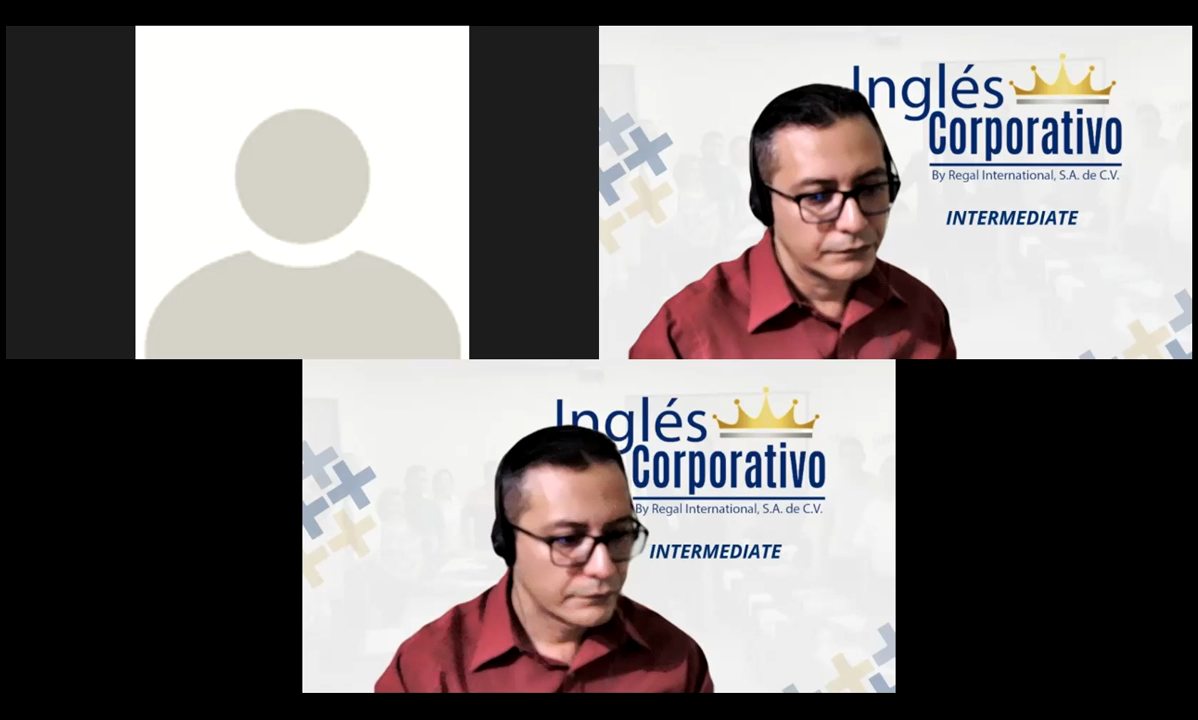 Inglés
Corporativo
By Regal International, S.A. de C.V.
INTERMEDIATE
Inglés
Corporativo
By Regal International, S.A. de C.V.
INTERMEDIATE